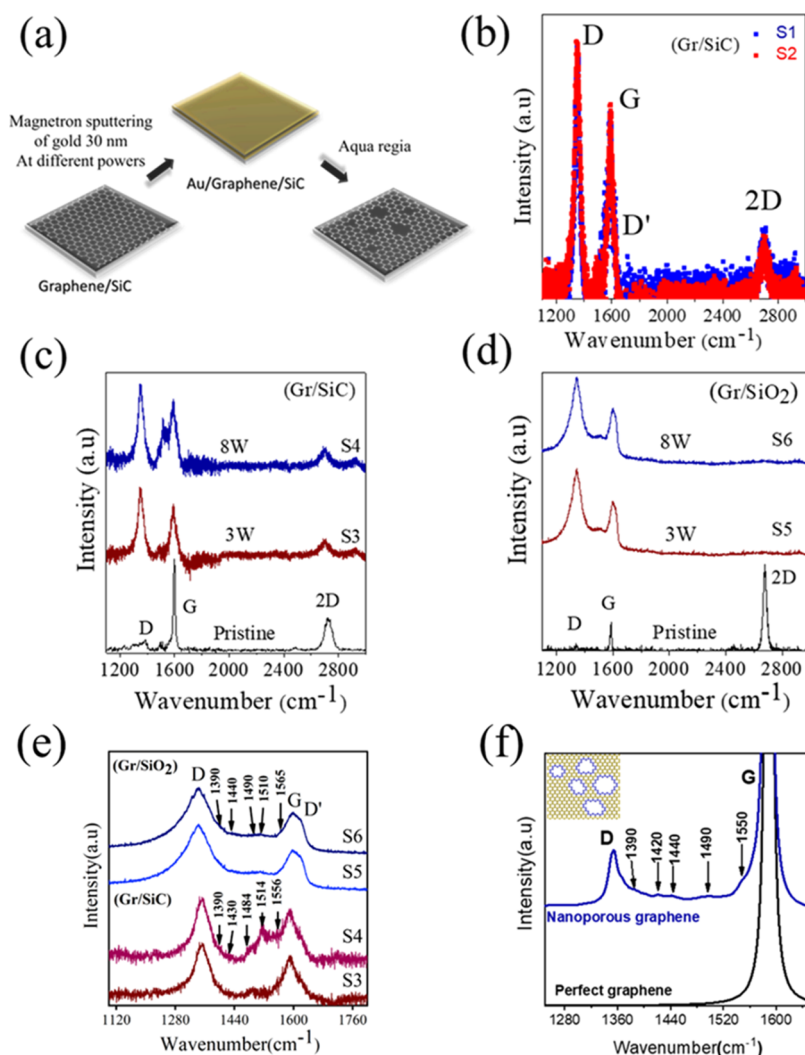 (a)
Magnetron sputtering
of gold 30 nm
At different powers
Au/Graphene/SiC
Aqua regia
Graphene/SiC
(b)
D
(Gr/SiC)
S1
S2
G
D'
2D
Intensity (a.u)
1200 1600 2000 2400 2800
Wavenumber (cm-1)
(c)
(Gr/SiC)
8W
S4
3W
S3
D
G
Pristine
2D
Intensity (a.u)
1200 1600 2000 2400 2800
Wavenumber (cm-1)
(d)
(Gr/SiO2)
8W
S6
3W
S5
2D
D
G
Pristine
Intensity (a.u)
1200 1600 2000 2400 2800
Wavenumber (cm-1)
(e)
(Gr/SiO2)
D
1390
1440
1490
1510
1565
G
D'
S6
S5
(Gr/SiC)
1390
1430
1484
1514
1556
S4
S3
Intensity(a.u)
1120 1280 1440 1600 1760
Wavenumber(cm-1)
(f)
G
D
1390
1420
1440
1490
1550
Nanoporous graphene
Perfect graphene
Intensity(a.u)
1280 1360 1440 1520 1600
Wavenumber(cm-1)